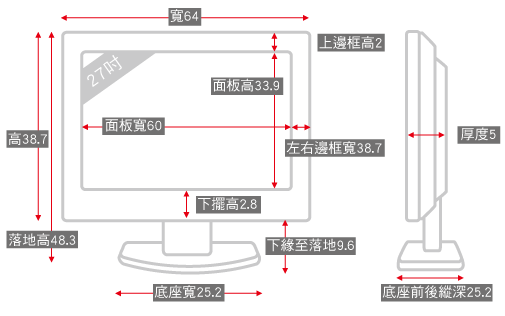 寬64
上邊框高2
27吋
面板高33.9
面板寬60
厚度5
高38.7
左右邊框寬38.7
下擺高2.8
落地高48.3
下緣至落地9.6
底座寬25.2
底座前後縱深25.2